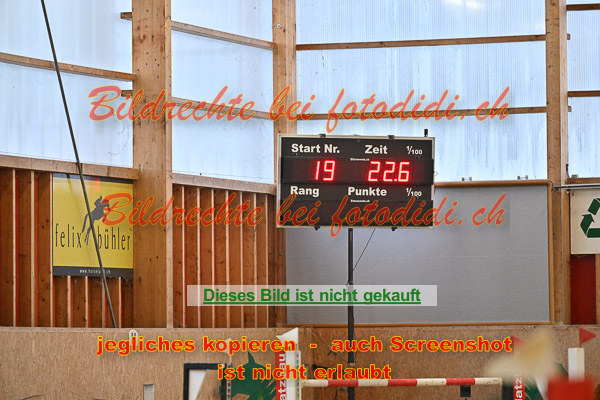 Bildrechte bei fotodidi.ch
Start Nr. Zeit 1/100
19 22.6
Rang Punkte 1/100
Bildrechte bei fotodidi.ch
felix bühler
Dieses Bild ist nicht gekauft
jegliches kopieren - auch Screenshot
ist nicht erlaubt